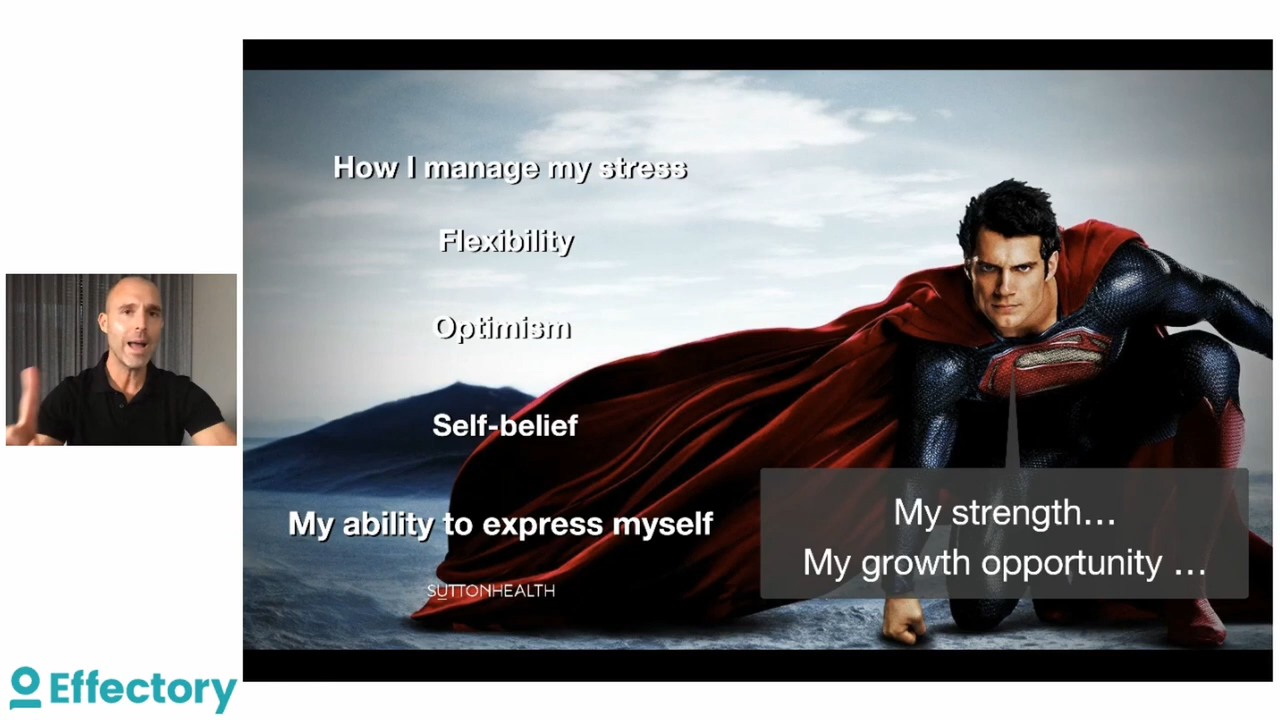 How I manage my stress
Flexibility
Optimism
Self-belief
My ability to express myself
SUTTONHEALTH
My strength...
My growth opportunity ...
Effectory